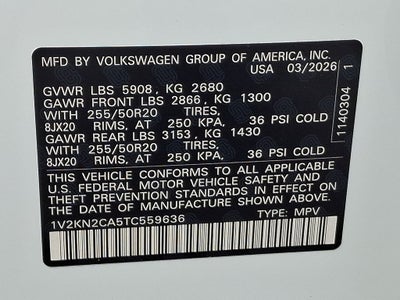 MFD BY VOLKSWAGEN GROUP OF AMERICA, INC.
USA 03/2026
GVWR LBS 5908, KG 2680
GAWR FRONT LBS 2866, KG 1300
WITH 255/50R20 TIRES,
8JX20 RIMS, AT 250 KPA, 36 PSI COLD
GAWR REAR LBS 3153, KG 1430
WITH 255/50R20 TIRES,
8JX20 RIMS, AT 250 KPA, 36 PSI COLD
THIS VEHICLE CONFORMS TO ALL APPLICABLE
U.S. FEDERAL MOTOR VEHICLE SAFETY AND
THEFT PREVENTION STANDARDS IN EFFECT ON
THE DATE OF MANUFACTURE SHOWN ABOVE.
1V2KN2CA5TC559636 TYPE: MPV
1140304 1